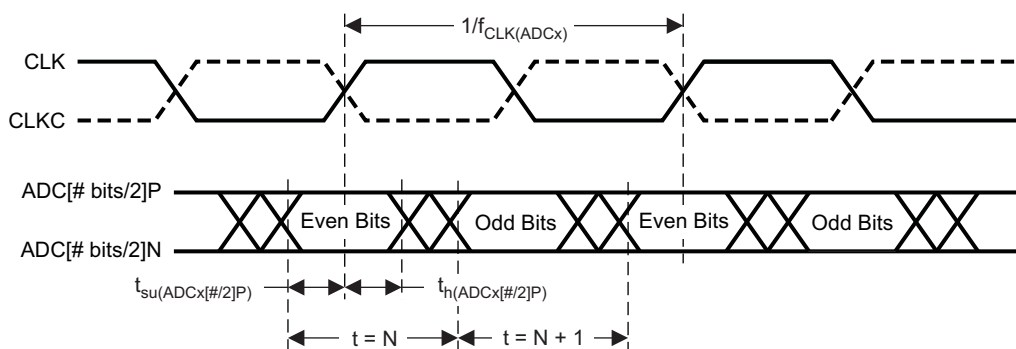 1/fCLK(ADCx)
CLK
CLKC
ADC[# bits/2]P
Even Bits Odd Bits Even Bits Odd Bits
ADC[# bits/2]N
tsu(ADCx[#/2]P) th(ADCx[#/2]P)
t = N t = N + 1